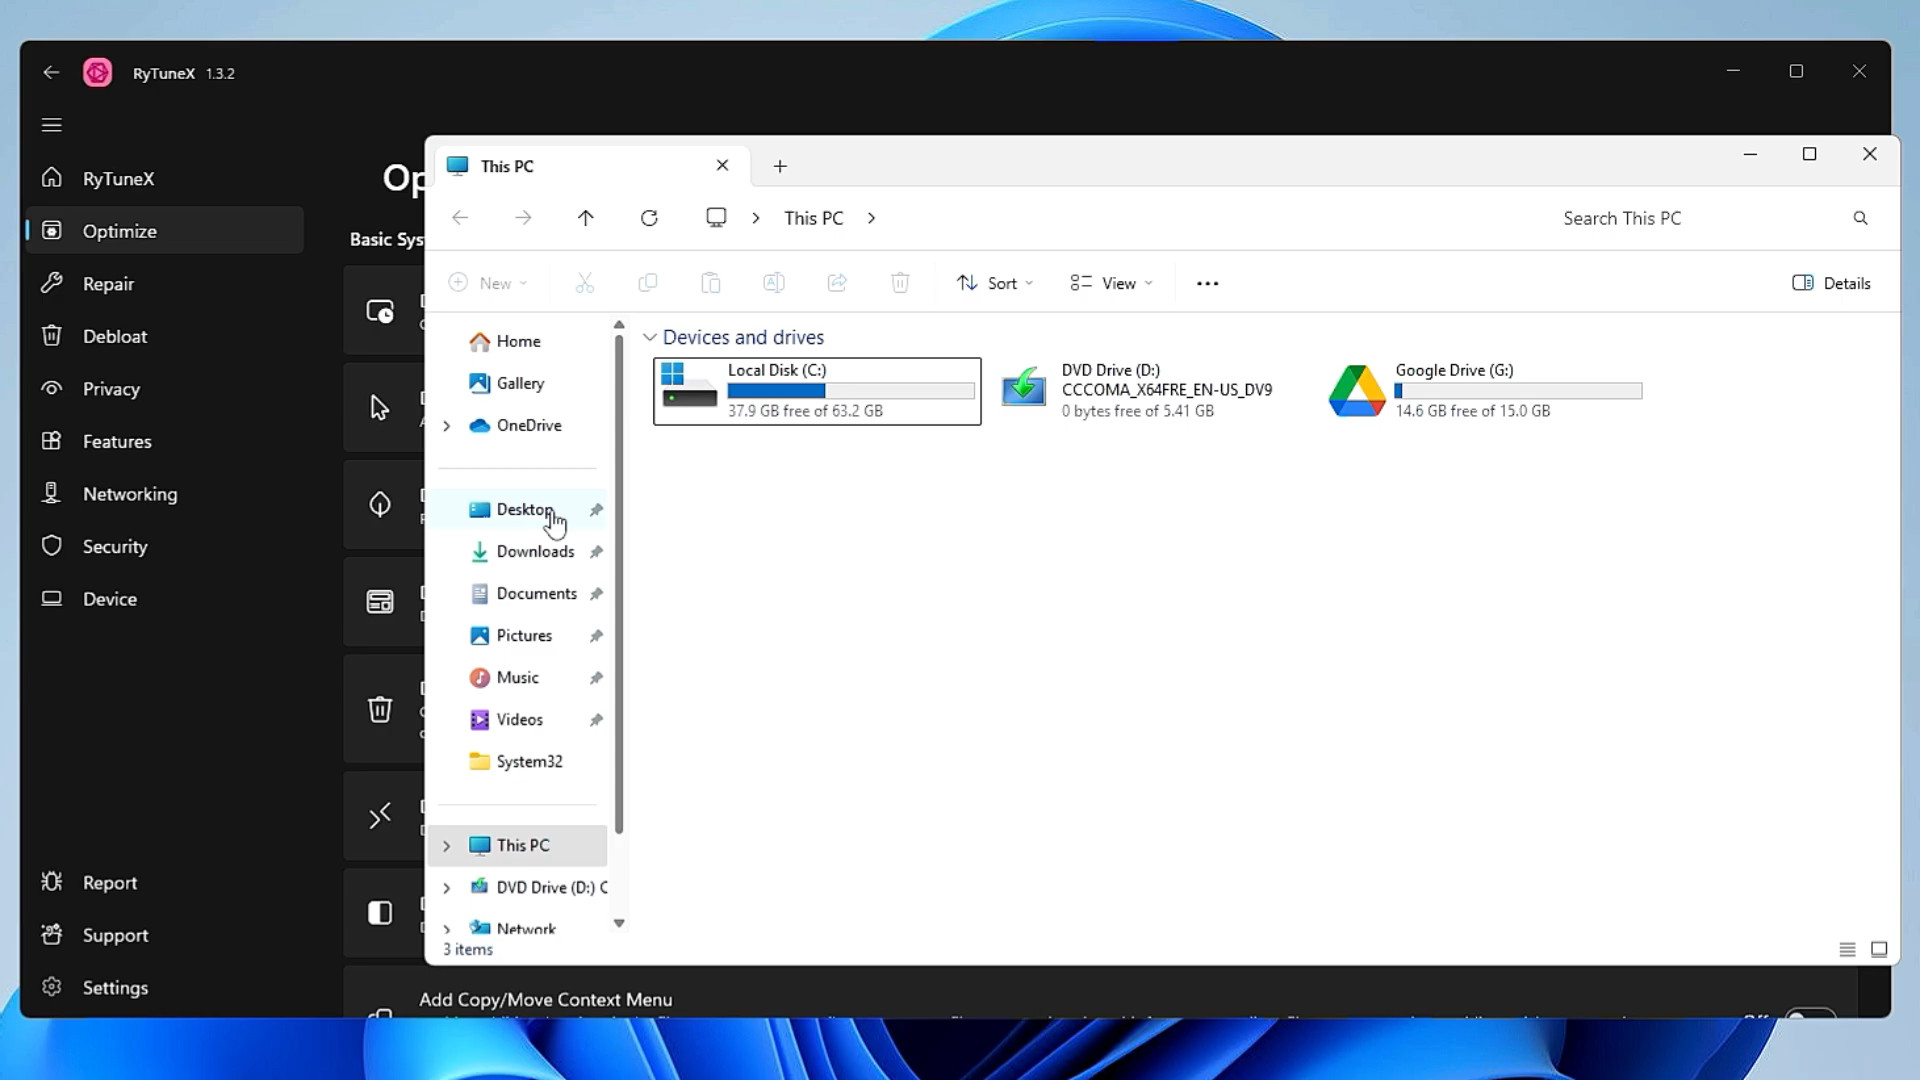 RyTuneX 1.3.2
RyTuneX
Optimize
Repair
Debloat
Privacy
Features
Networking
Security
Device
Report
Support
Settings
Op
Basic Sys
This PC
This PC
Search This PC
New
Sort
View
Details
Home
Gallery
OneDrive
Desktop
Downloads
Documents
Pictures
Music
Videos
System32
This PC
DVD Drive (D:) C
Network
Devices and drives
Local Disk (C:)
37.9 GB free of 63.2 GB
DVD Drive (D:)
CCCOMA_X64FRE_EN-US_DV9
0 bytes free of 5.41 GB
Google Drive (G:)
14.6 GB free of 15.0 GB
3 items
Add Copy/Move Context Menu